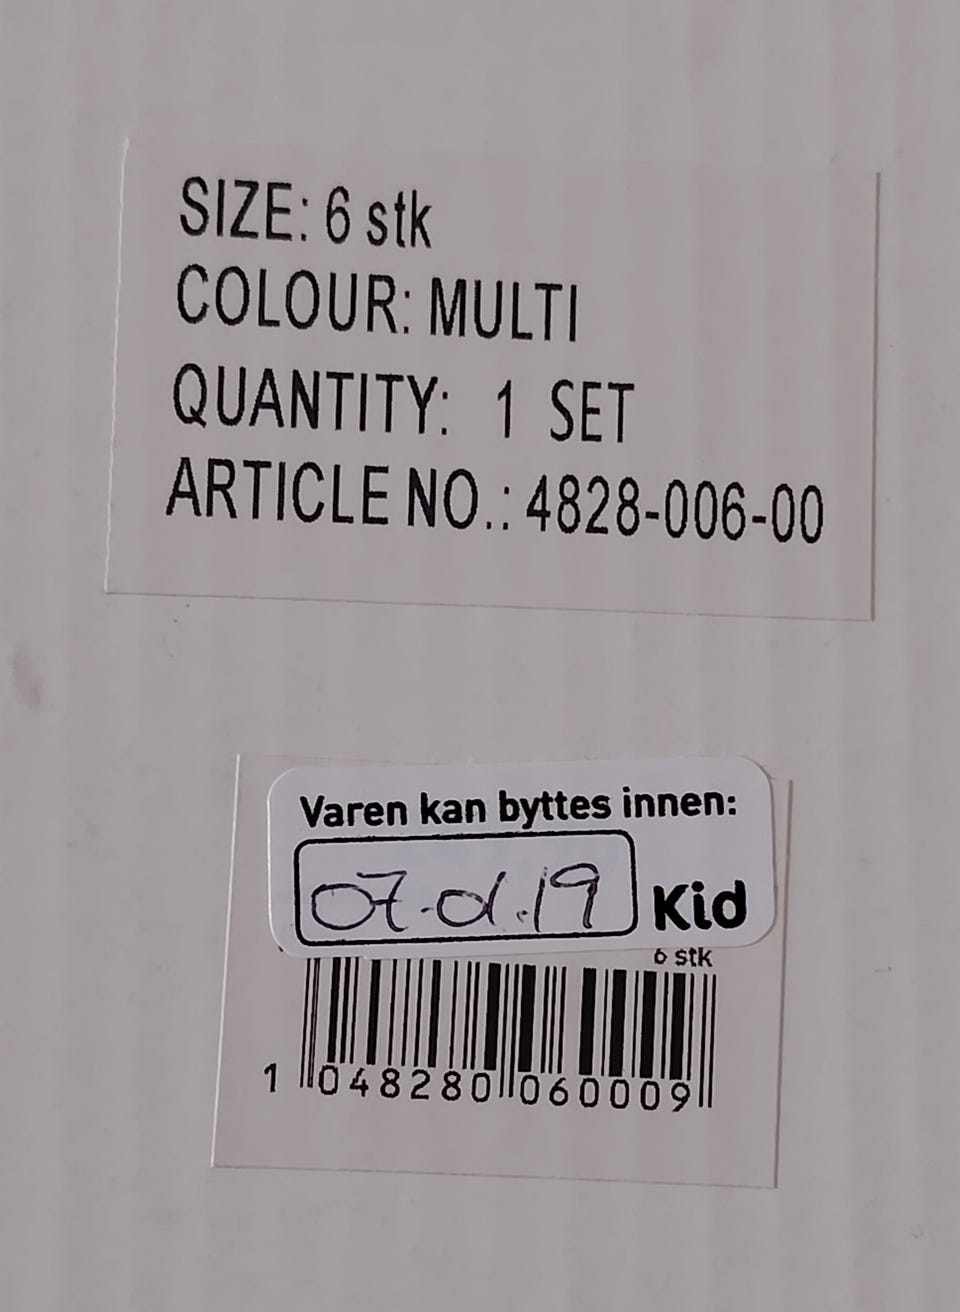 SIZE: 6 stk
COLOUR: MULTI
QUANTITY: 1 SET
ARTICLE NO.: 4828-006-00
Varen kan byttes innen:
07.01.19 Kid
6 stk
1 048280 060009